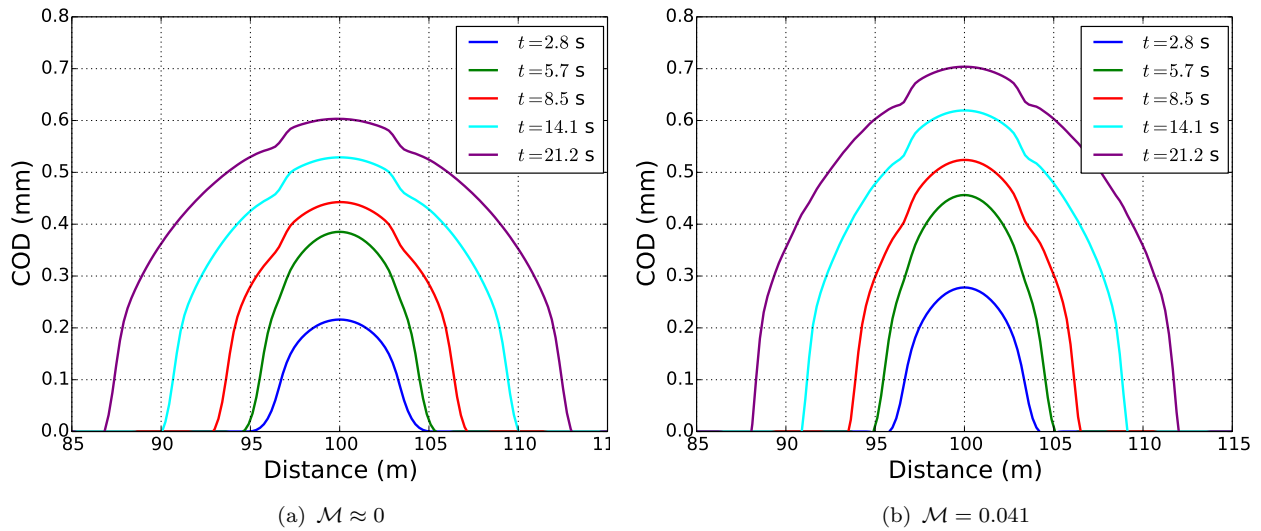 0.8
0.7
0.6
0.5
0.4
0.3
0.2
0.1
0.0
COD (mm)
85 90 95 100 105 110 11
Distance (m)
t=2.8 s
t=5.7 s
t=8.5 s
t=14.1 s
t=21.2 s
(a) M ≈ 0
0.8
0.7
0.6
0.5
0.4
0.3
0.2
0.1
0.0
COD (mm)
85 90 95 100 105 110 115
Distance (m)
t=2.8 s
t=5.7 s
t=8.5 s
t=14.1 s
t=21.2 s
(b) M = 0.041